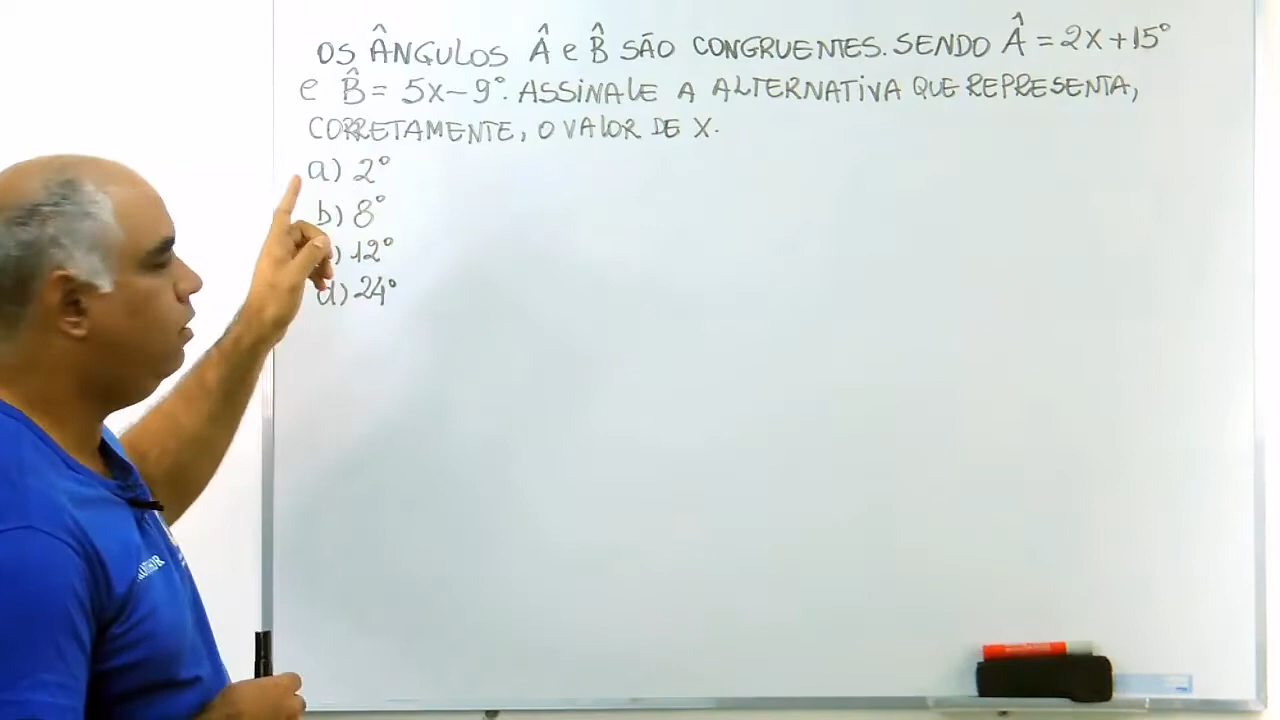 OS ÂNGULOS Â e B̂ SÃO CONGRUENTES. SENDO Â = 2x+15°
e B̂ = 5x-9°. ASSINALE A ALTERNATIVA QUE REPRESENTA,
CORRETAMENTE, O VALOR DE X.
a) 2°
b) 8°
) 12°
d) 24°